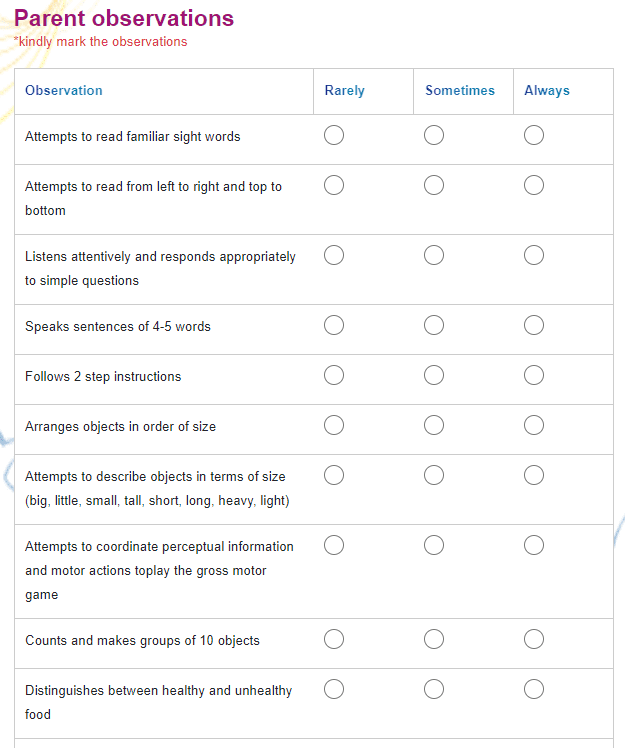 Parent observations
*kindly mark the observations
Observation Rarely Sometimes Always
Attempts to read familiar sight words
Attempts to read from left to right and top to
bottom
Listens attentively and responds appropriately
to simple questions
Speaks sentences of 4-5 words
Follows 2 step instructions
Arranges objects in order of size
Attempts to describe objects in terms of size
(big, little, small, tall, short, long, heavy, light)
Attempts to coordinate perceptual information
and motor actions toplay the gross motor
game
Counts and makes groups of 10 objects
Distinguishes between healthy and unhealthy
food